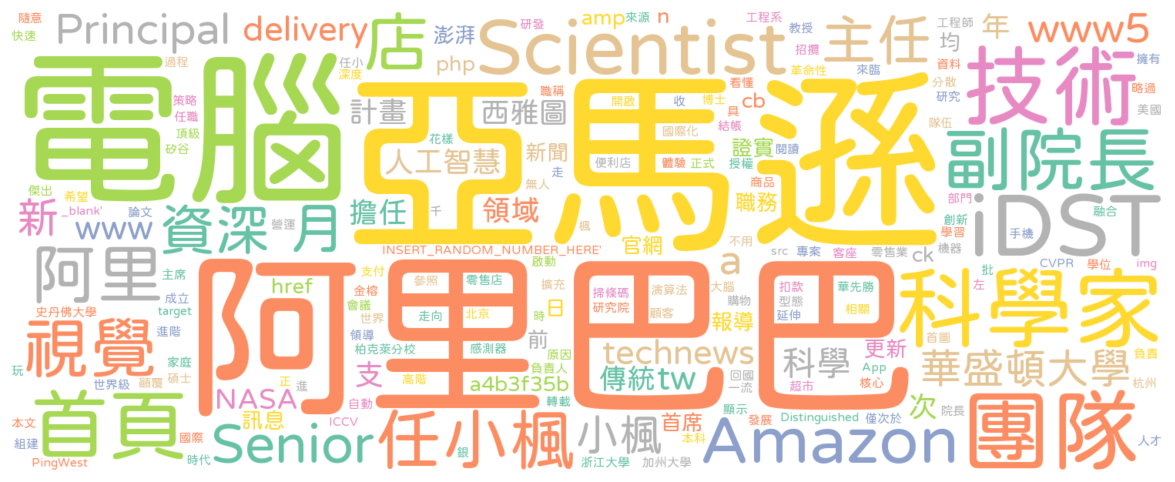 隨意 Principal delivery 店 澎湃 研發 amp 來源 n 工程系 教授 主任 工程師 均 年 www5
快速 過程 任小 深度 php Scientist 招攬 革命性 來臨 資料 擁有
電腦 策略 任職 頂級 矽谷 計畫 職稱 西雅圖 開啟 收 博士 看懂 具 cb 結帳 分散 研究 技術 略過 美國
亞馬遜 花樣 人工智慧 新聞 國際化 證實 閱讀 隊伍 副院長
傑出 希望 便利店 體驗 正式 授權 走 無人 商品 職務 部門 創新 融合
新 _blank' 論文 www 資深 月 營運 擔任 千 領域 楓 官網 學習 iDST 手機
INSERT_RANDOM_NUMBER_HERE' 不用 src 專案 客座 零售業 ck 機器
阿里 主席 啟動 a CVPR 學位 img
阿里巴巴 href 支付 參照 零售店 擴充 日 掃條碼 演算法 大腦 扣款 華先勝 批 左 科學家
史丹佛大學 成立 target 金棕 會議 世界 走向 北京 時 研究院 顧客 購物 型態 延伸 相關
視覺 進階 領導 前 報導 首圖 負責
玩 家庭 柏克萊分校 感測器 原因 負責人 technews 科學 更新
世界級 顛覆 碩士 NASA 正 進 支 高階 a4b3f35b 傳統 tw 回國 一流 超市 App 核心 華盛頓大學 杭州
首頁 訊息 自動 轉載 次
本文 國際 Senior ICCV 任小楓 小楓 首席 顯示 發展 Distinguished 僅次於 院長 團隊
組建 時代 銀 本科 Amazon 人才
PingWest 浙江大學 加州大學